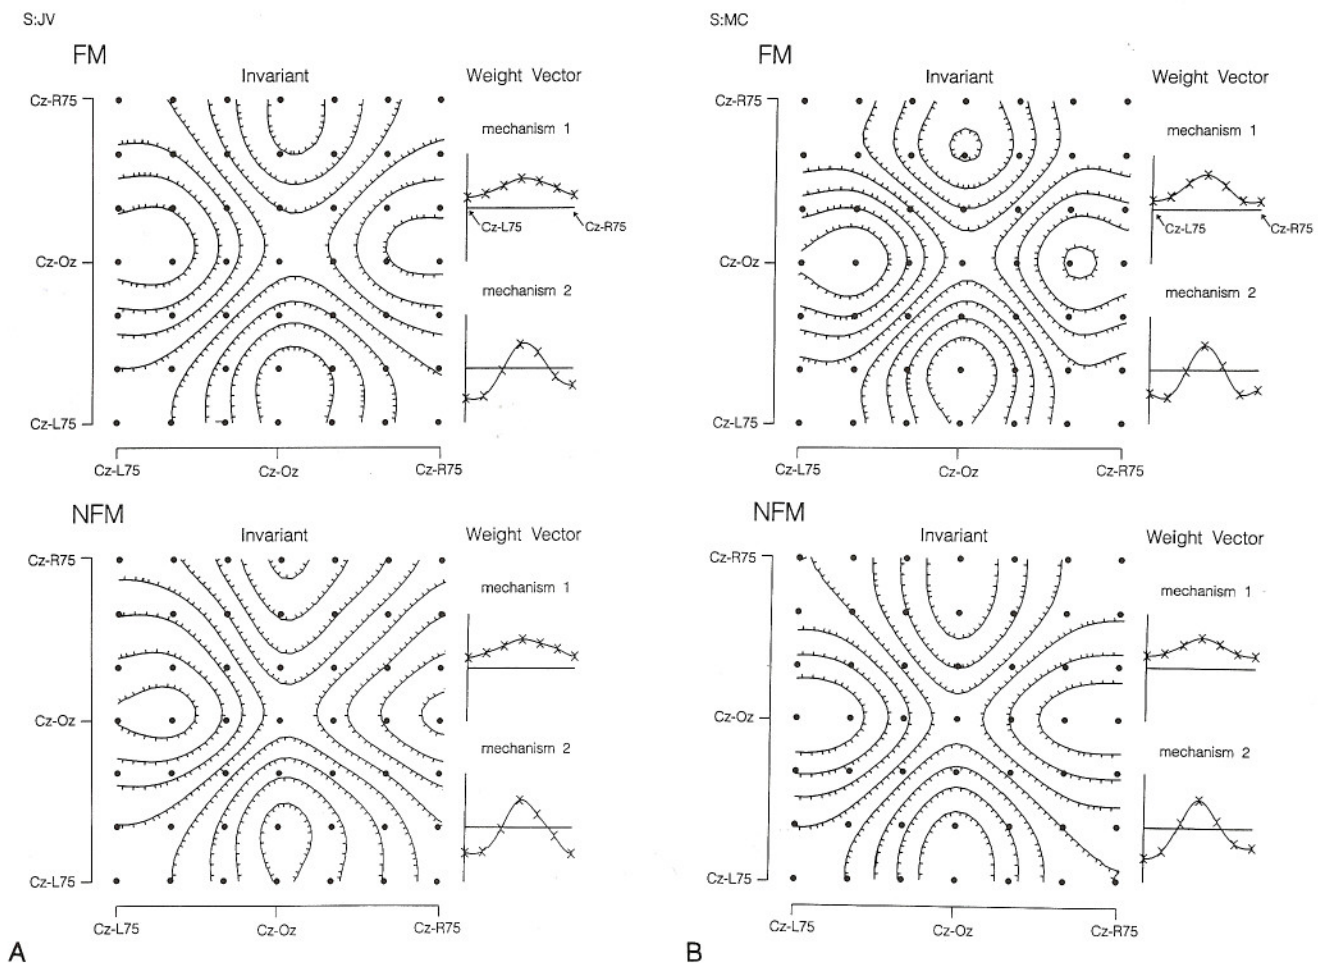 S:JV
FM
Invariant
Weight Vector
Cz-R75
mechanism 1
Cz-L75
Cz-R75
Cz-Oz
mechanism 2
Cz-L75
Cz-L75
Cz-Oz
Cz-R75
NFM
Invariant
Weight Vector
Cz-R75
mechanism 1
Cz-Oz
mechanism 2
Cz-L75
Cz-L75
Cz-Oz
Cz-R75
A
S:MC
FM
Invariant
Weight Vector
Cz-R75
mechanism 1
Cz-L75
Cz-R75
Cz-Oz
mechanism 2
Cz-L75
Cz-L75
Cz-Oz
Cz-R75
NFM
Invariant
Weight Vector
Cz-R75
mechanism 1
Cz-Oz
mechanism 2
Cz-L75
Cz-L75
Cz-Oz
Cz-R75
B